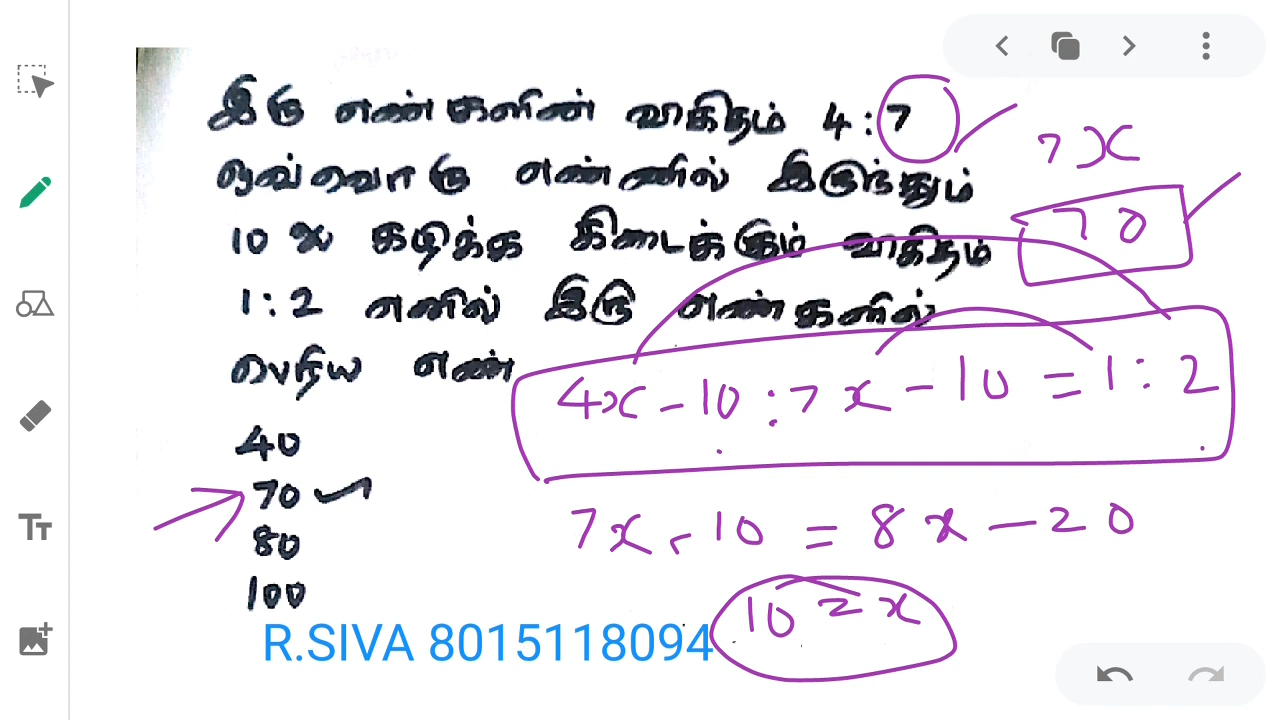 இரு எண்களின் விகிதம் 4:7
ஒவ்வொரு எண்ணில் இருந்தும்
10 ஐ கழிக்க கிடைக்கும் விகிதம்
1:2 எனில் இரு எண்களில்
பெரிய எண்
40
70
80
100
7x
70
4x-10:7x-10=1:2
7x-10=8x-20
10=x
R.SIVA 8015118094
TT